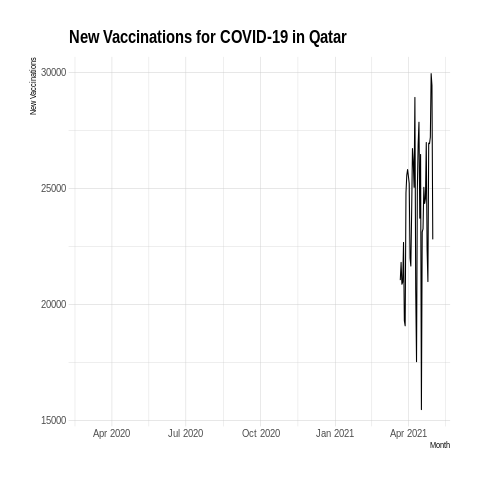 New Vaccinations for COVID-19 in Qatar
New Vaccinations
30000
25000
20000
15000
Apr 2020 Jul 2020 Oct 2020 Jan 2021 Apr 2021
Month